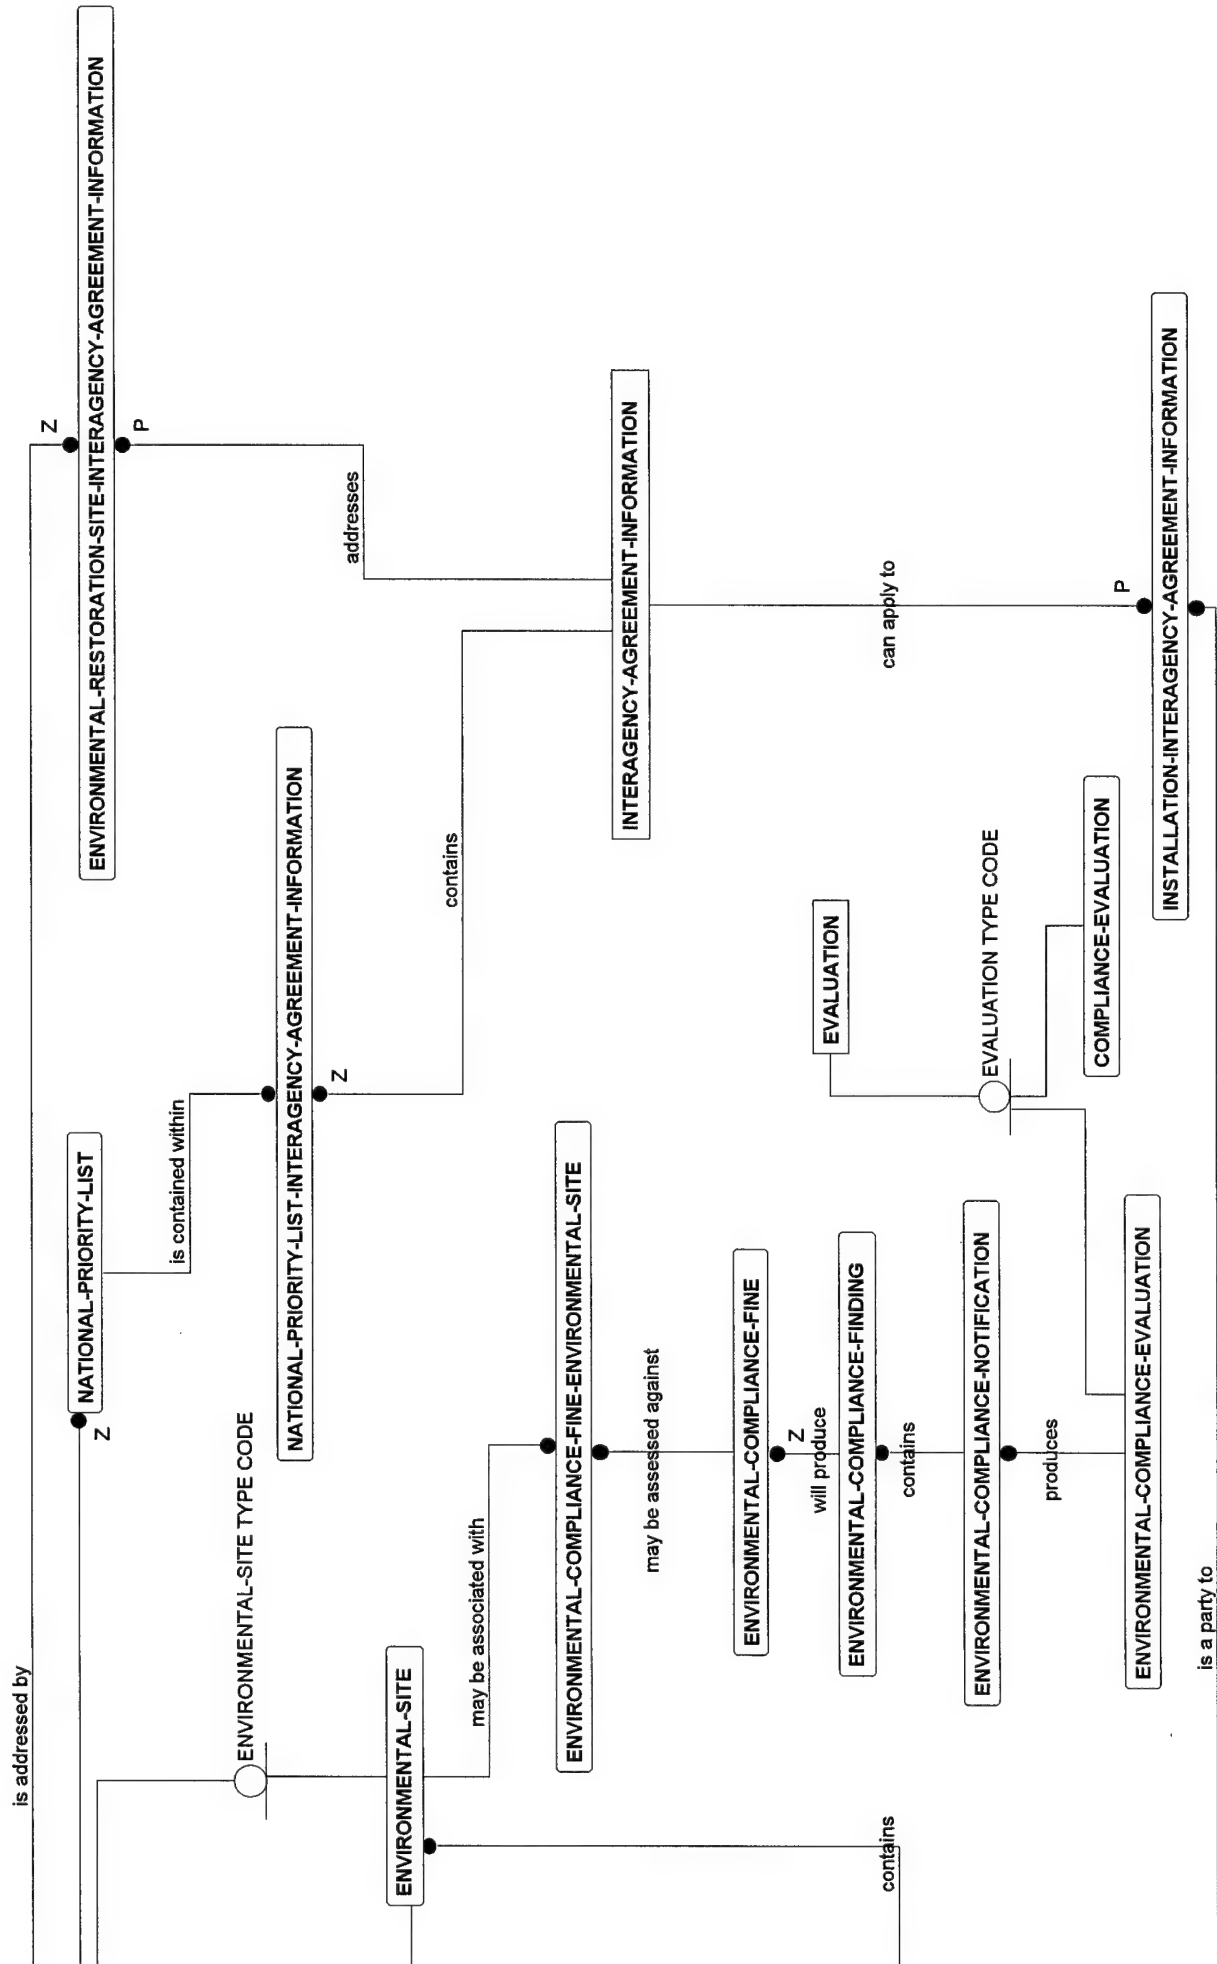 is addressed by
Z
ENVIRONMENTAL-RESTORATION-SITE-INTERAGENCY-AGREEMENT-INFORMATION
P
NATIONAL-PRIORITY-LIST
Z
is contained within
addresses
ENVIRONMENTAL-SITE TYPE CODE
NATIONAL-PRIORITY-LIST-INTERAGENCY-AGREEMENT-INFORMATION
Z
ENVIRONMENTAL-SITE
may be associated with
contains
ENVIRONMENTAL-COMPLIANCE-FINE-ENVIRONMENTAL-SITE
INTERAGENCY-AGREEMENT-INFORMATION
may be assessed against
ENVIRONMENTAL-COMPLIANCE-FINE
Z
will produce
EVALUATION
ENVIRONMENTAL-COMPLIANCE-FINDING
contains
contains
can apply to
ENVIRONMENTAL-COMPLIANCE-NOTIFICATION
EVALUATION TYPE CODE
produces
COMPLIANCE-EVALUATION
P
ENVIRONMENTAL-COMPLIANCE-EVALUATION
INSTALLATION-INTERAGENCY-AGREEMENT-INFORMATION
is a party to